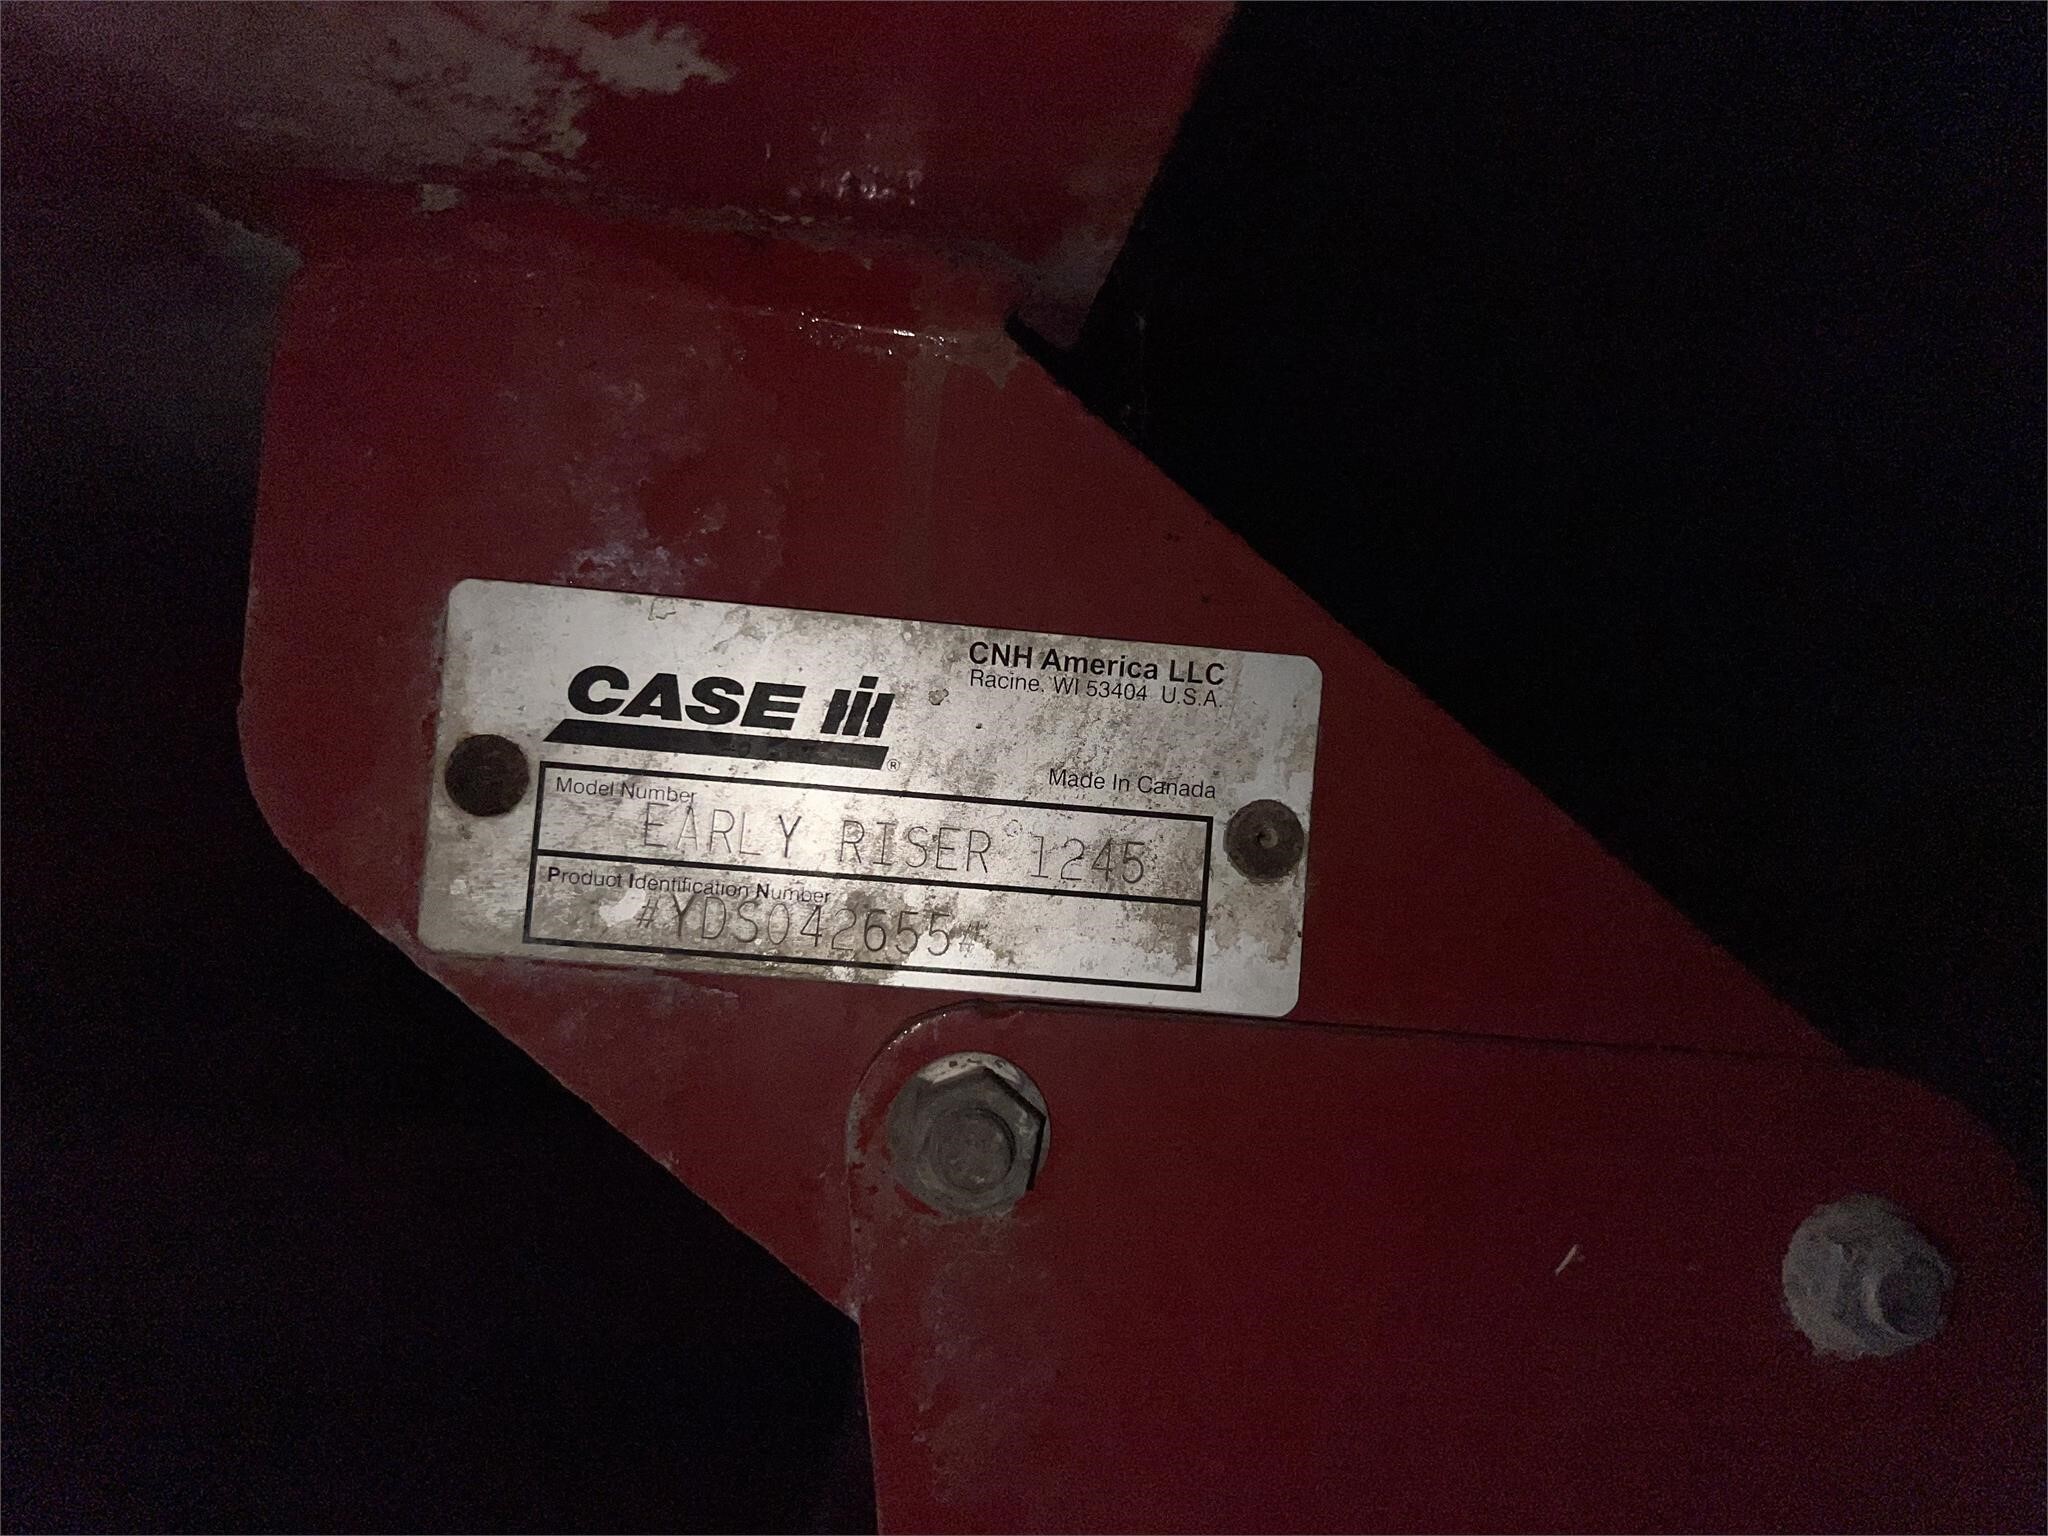 CASE IH®
CNH America LLC
Racine, WI 53404 U.S.A.
Made In Canada
Model Number
EARLY RISER 1245
Product Identification Number
#YDS042655#